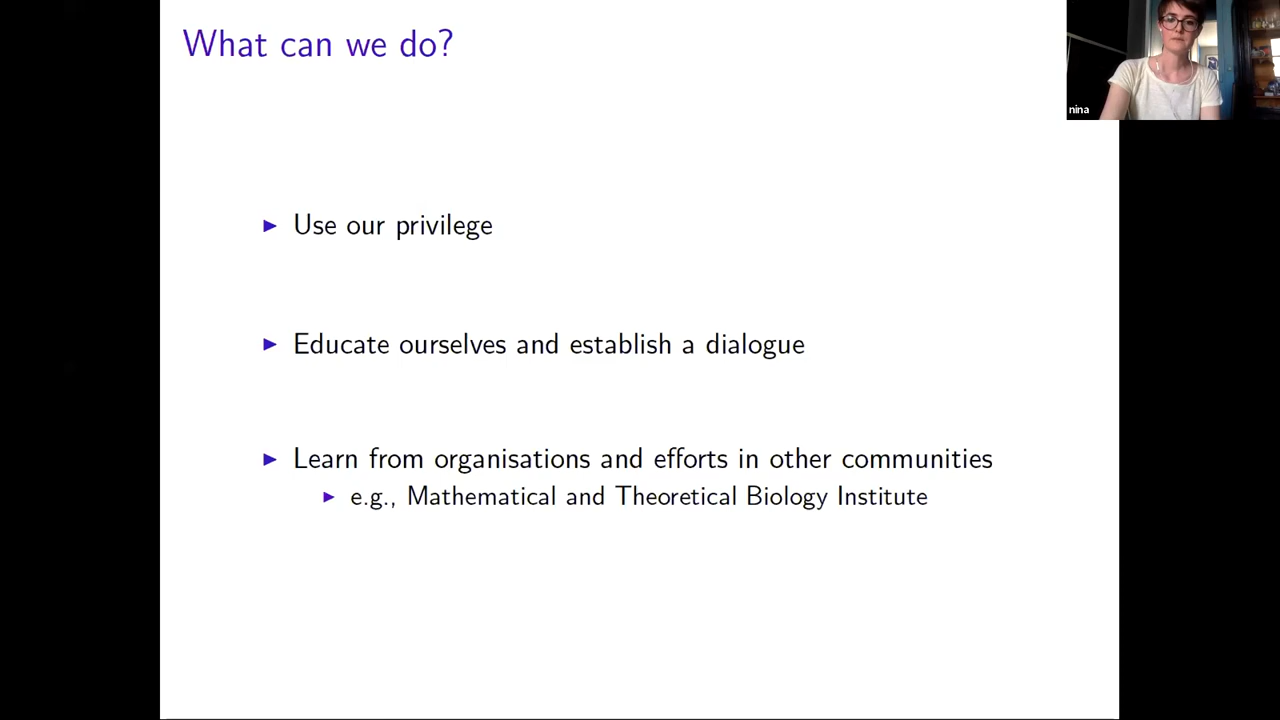 What can we do?
nina
▶ Use our privilege
▶ Educate ourselves and establish a dialogue
▶ Learn from organisations and efforts in other communities
▶ e.g., Mathematical and Theoretical Biology Institute